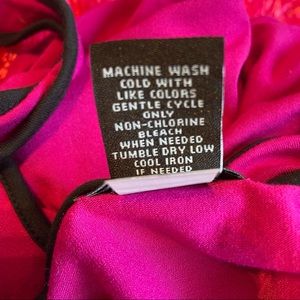 MACHINE WASH
COLD WITH
LIKE COLORS
GENTLE CYCLE
ONLY
NON-CHLORINE
BLEACH
WHEN NEEDED
TUMBLE DRY LOW
COOL IRON
IF NEEDED